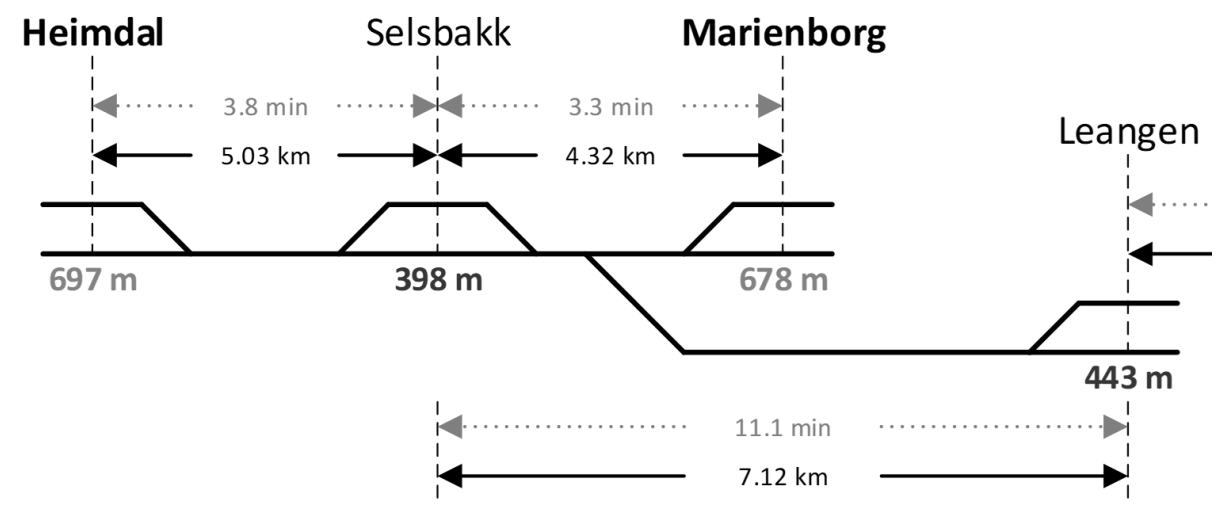 Heimdal Selsbakk Marienborg
3.8 min 3.3 min
Leangen
5.03 km 4.32 km
697 m 398 m 678 m
443 m
11.1 min
7.12 km